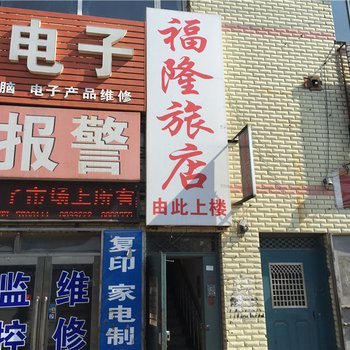 电子
脑 电子产品维修
报警
福隆旅店
由此上楼
复印 家电制
监控
维修